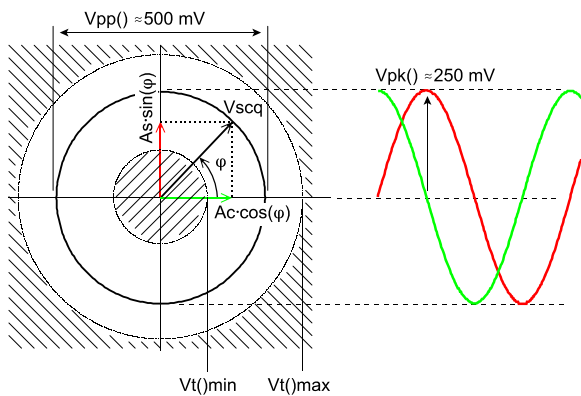 Vpp() ≈500 mV
Vpk() ≈250 mV
As·sin(φ)
Vscq
φ
Ac·cos(φ)
Vt()min
Vt()max